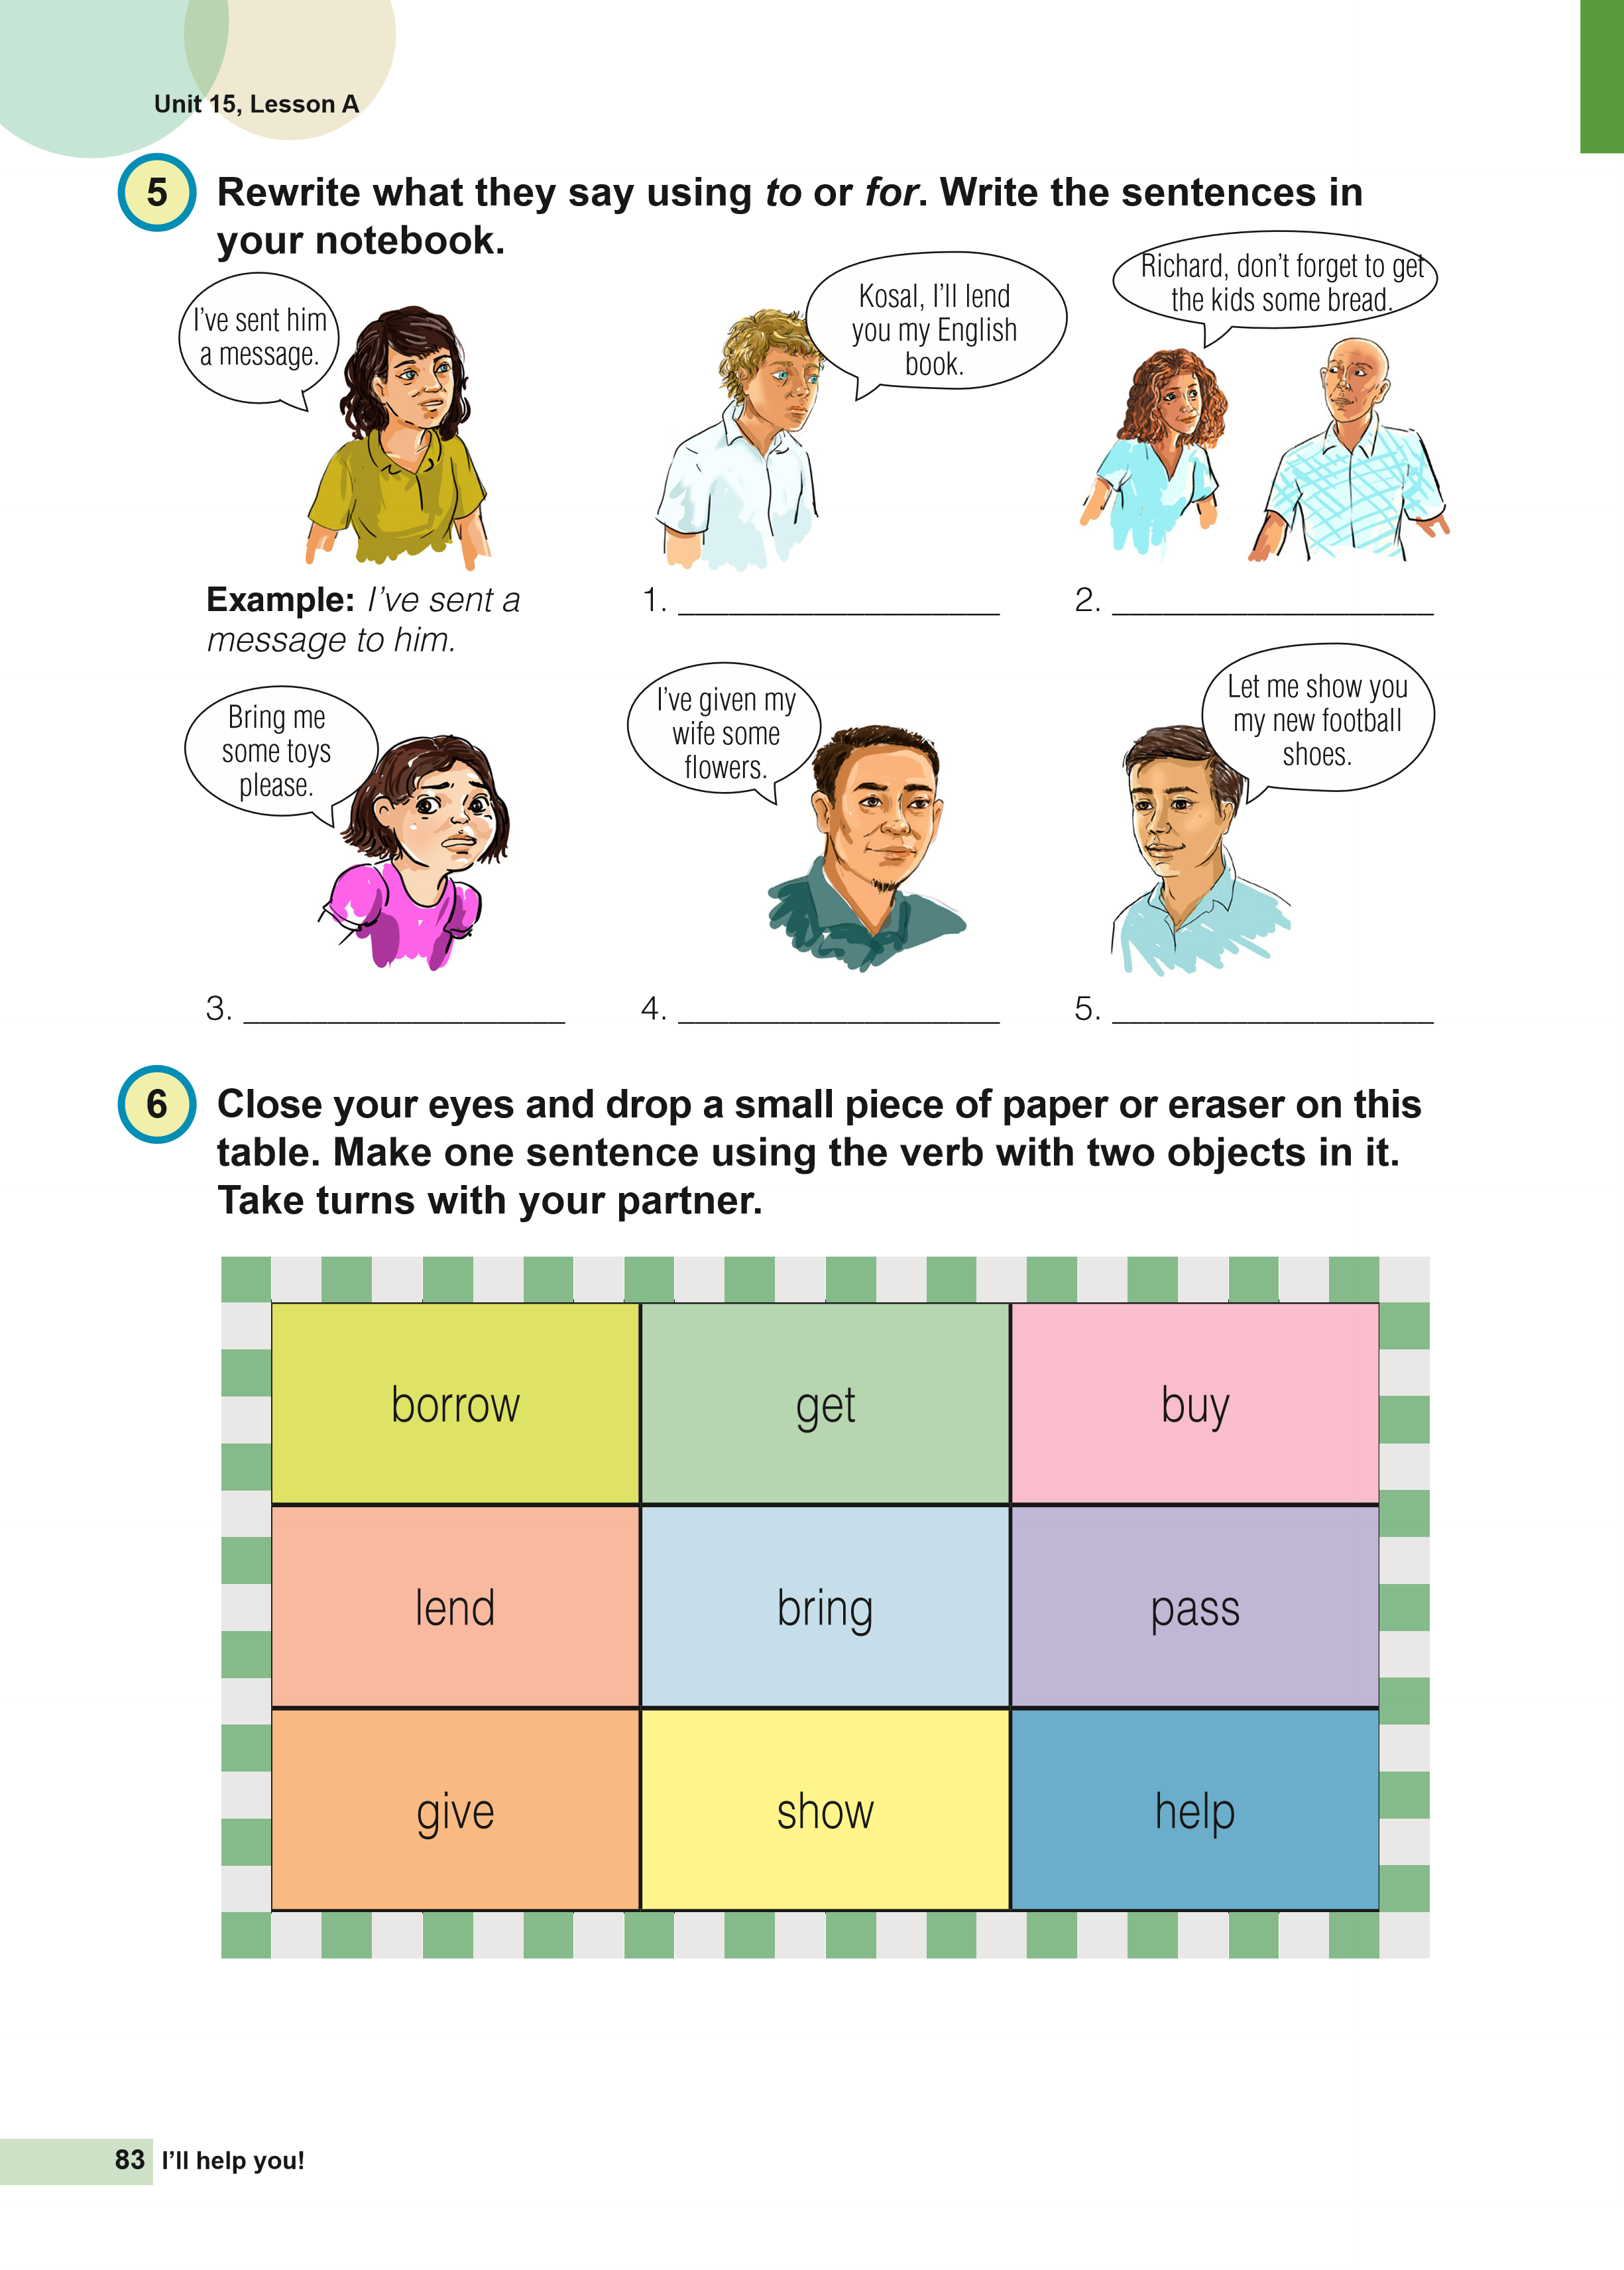 Unit 15, Lesson A
5 Rewrite what they say using to or for. Write the sentences in
your notebook.
I’ve sent him
a message.
Kosal, I’ll lend
you my English
book.
Richard, don’t forget to get
the kids some bread.
Example: I’ve sent a
message to him.
1. ___________________
2. ___________________
Bring me
some toys
please.
I’ve given my
wife some
flowers.
Let me show you
my new football
shoes.
3. ___________________
4. ___________________
5. ___________________
6 Close your eyes and drop a small piece of paper or eraser on this
table. Make one sentence using the verb with two objects in it.
Take turns with your partner.
borrow get buy
lend bring pass
give show help
83 I’ll help you!